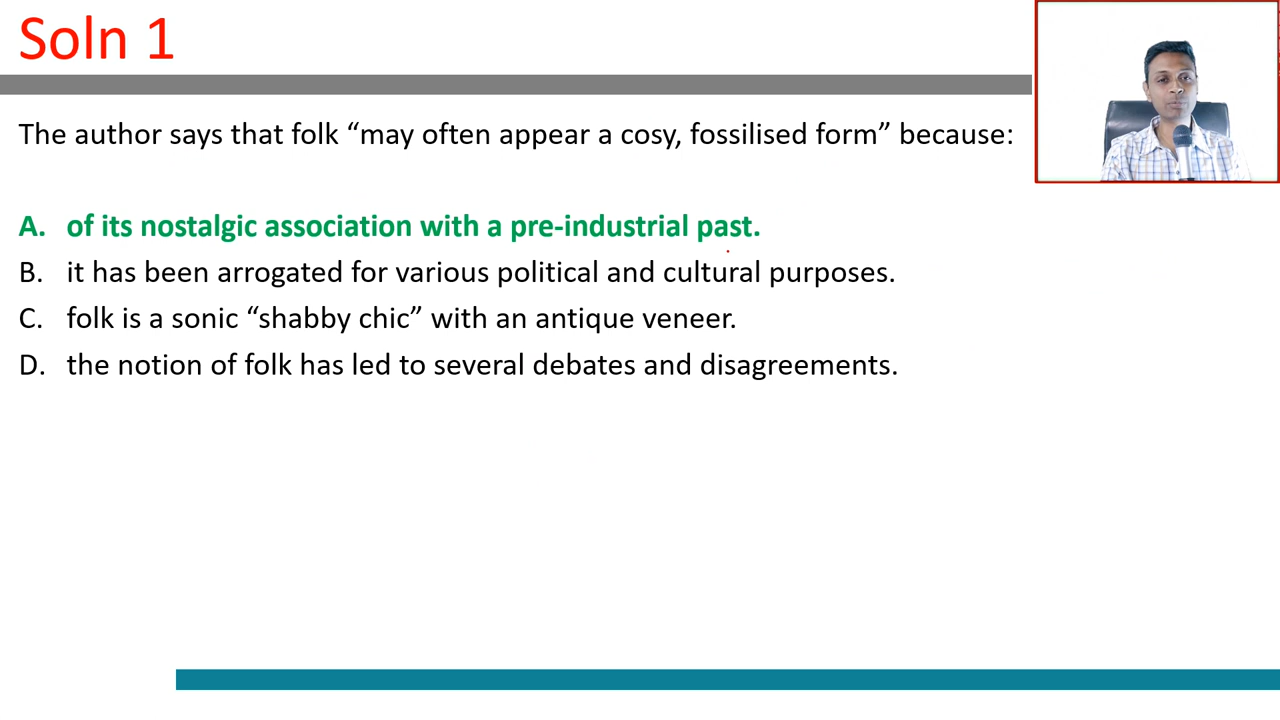 Soln 1
The author says that folk “may often appear a cosy, fossilised form” because:
A. of its nostalgic association with a pre-industrial past.
B. it has been arrogated for various political and cultural purposes.
C. folk is a sonic “shabby chic” with an antique veneer.
D. the notion of folk has led to several debates and disagreements.